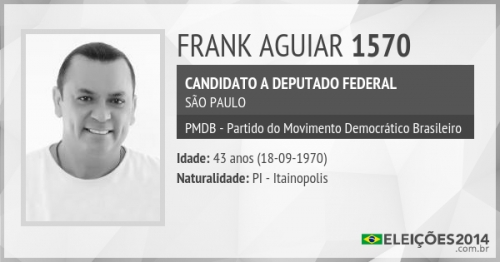 FRANK AGUIAR 1570
CANDIDATO A DEPUTADO FEDERAL
SÃO PAULO
PMDB - Partido do Movimento Democrático Brasileiro
Idade: 43 anos (18-09-1970)
Naturalidade: PI - Itainopolis
ELEIÇÕES2014
.com.br